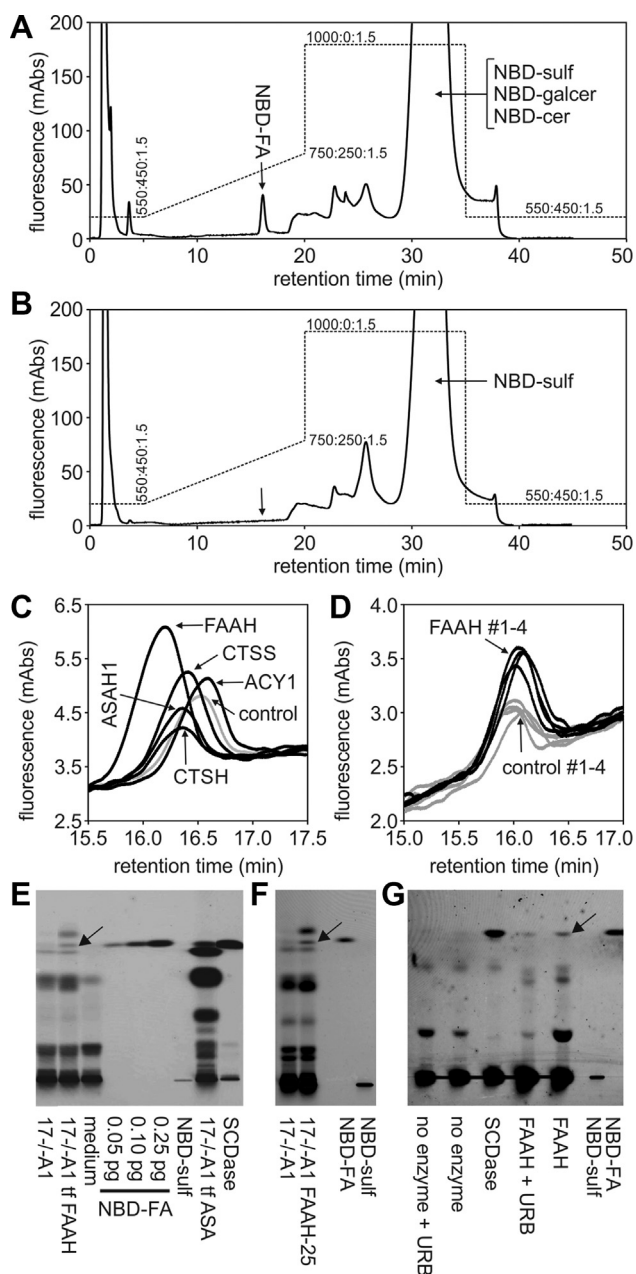 A
fluorescence (mAbs)
200
150
100
50
0
550:450:1.5
NBD-FA
750:250:1.5
1000:0:1.5
NBD-sulf
NBD-galcer
NBD-cer
550:450:1.5
0 10 20 30 40 50
retention time (min)
B
fluorescence (mAbs)
200
150
100
50
0
550:450:1.5
750:250:1.5
1000:0:1.5
NBD-sulf
550:450:1.5
0 10 20 30 40 50
retention time (min)
C
fluorescence (mAbs)
6.5
5.5
4.5
3.5
2.5
FAAH
CTSS
ACY1
control
ASAH1
CTSH
15.5 16.0 16.5 17.0 17.5
retention time (min)
D
fluorescence (mAbs)
4.0
3.5
3.0
2.5
2.0
FAAH #1-4
control #1-4
15.0 15.5 16.0 16.5 17.0
retention time (min)
E
17-/-A1
17-/-A1 tf FAAH
medium
0.05 pg
0.10 pg
0.25 pg
NBD-FA
NBD-sulf
17-/-A1 tf ASA
SCDase
F
17-/-A1
17-/-A1 FAAH-25
NBD-FA
NBD-sulf
G
no enzyme + URB
no enzyme
SCDase
FAAH + URB
FAAH
NBD-sulf
NBD-FA